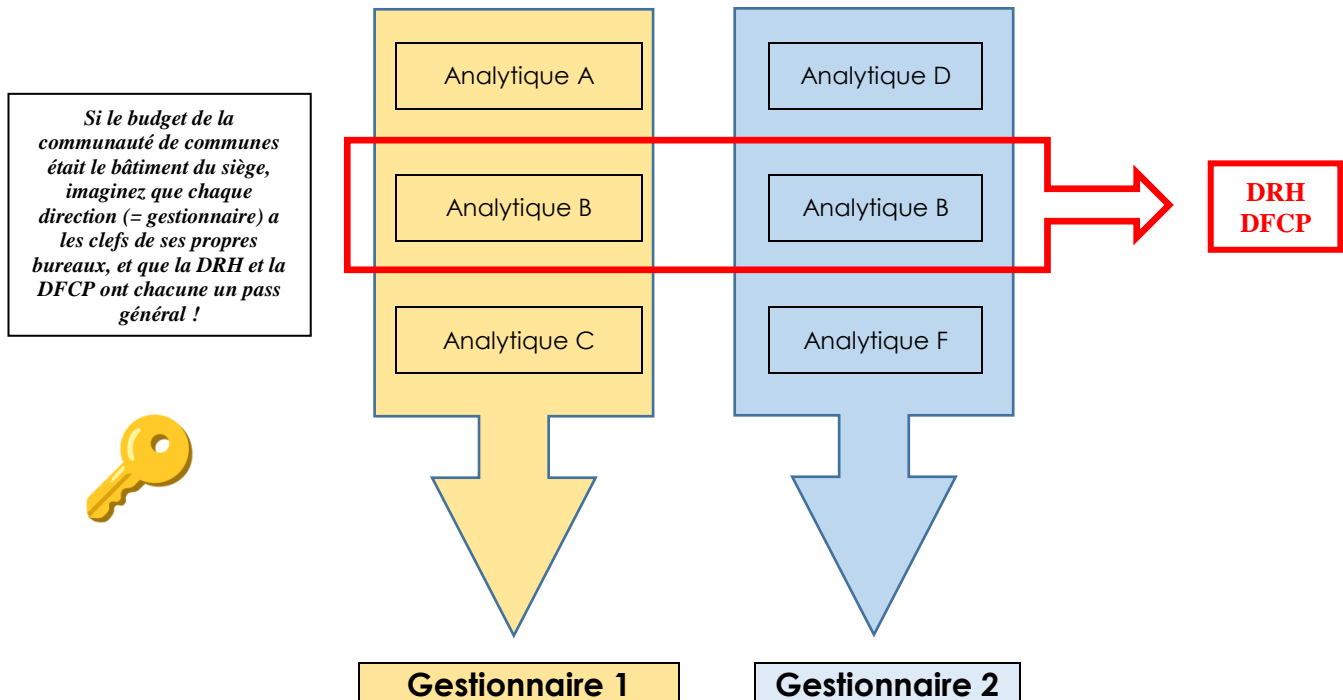 Si le budget de la
communauté de communes
était le bâtiment du siège,
imaginez que chaque
direction (= gestionnaire) a
les clefs de ses propres
bureaux, et que la DRH et la
DFCP ont chacune un pass
général !
Analytique A
Analytique B
Analytique C
Gestionnaire 1
Analytique D
Analytique B
Analytique F
Gestionnaire 2
DRH
DFCP